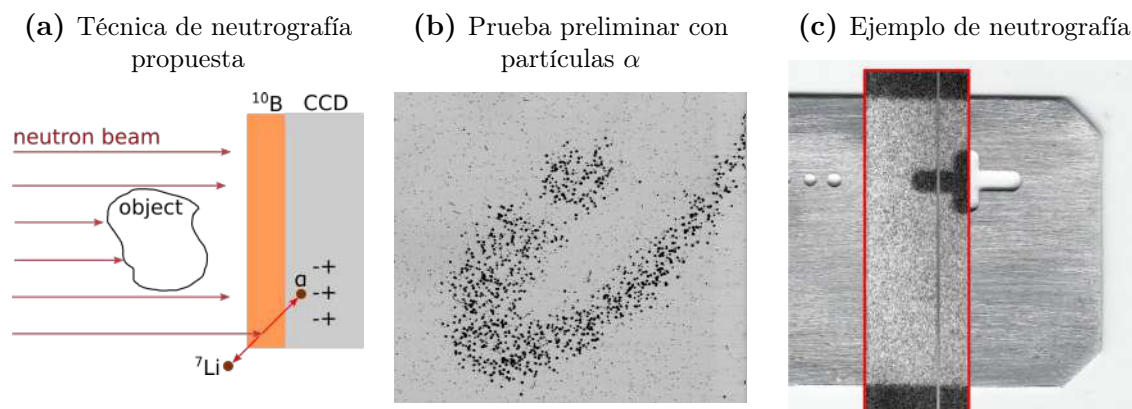 (a) Técnica de neutrografía
propuesta
(b) Prueba preliminar con
partículas α
(c) Ejemplo de neutrografía
¹⁰B CCD
neutron beam
object
-+
α -+
-+
⁷Li